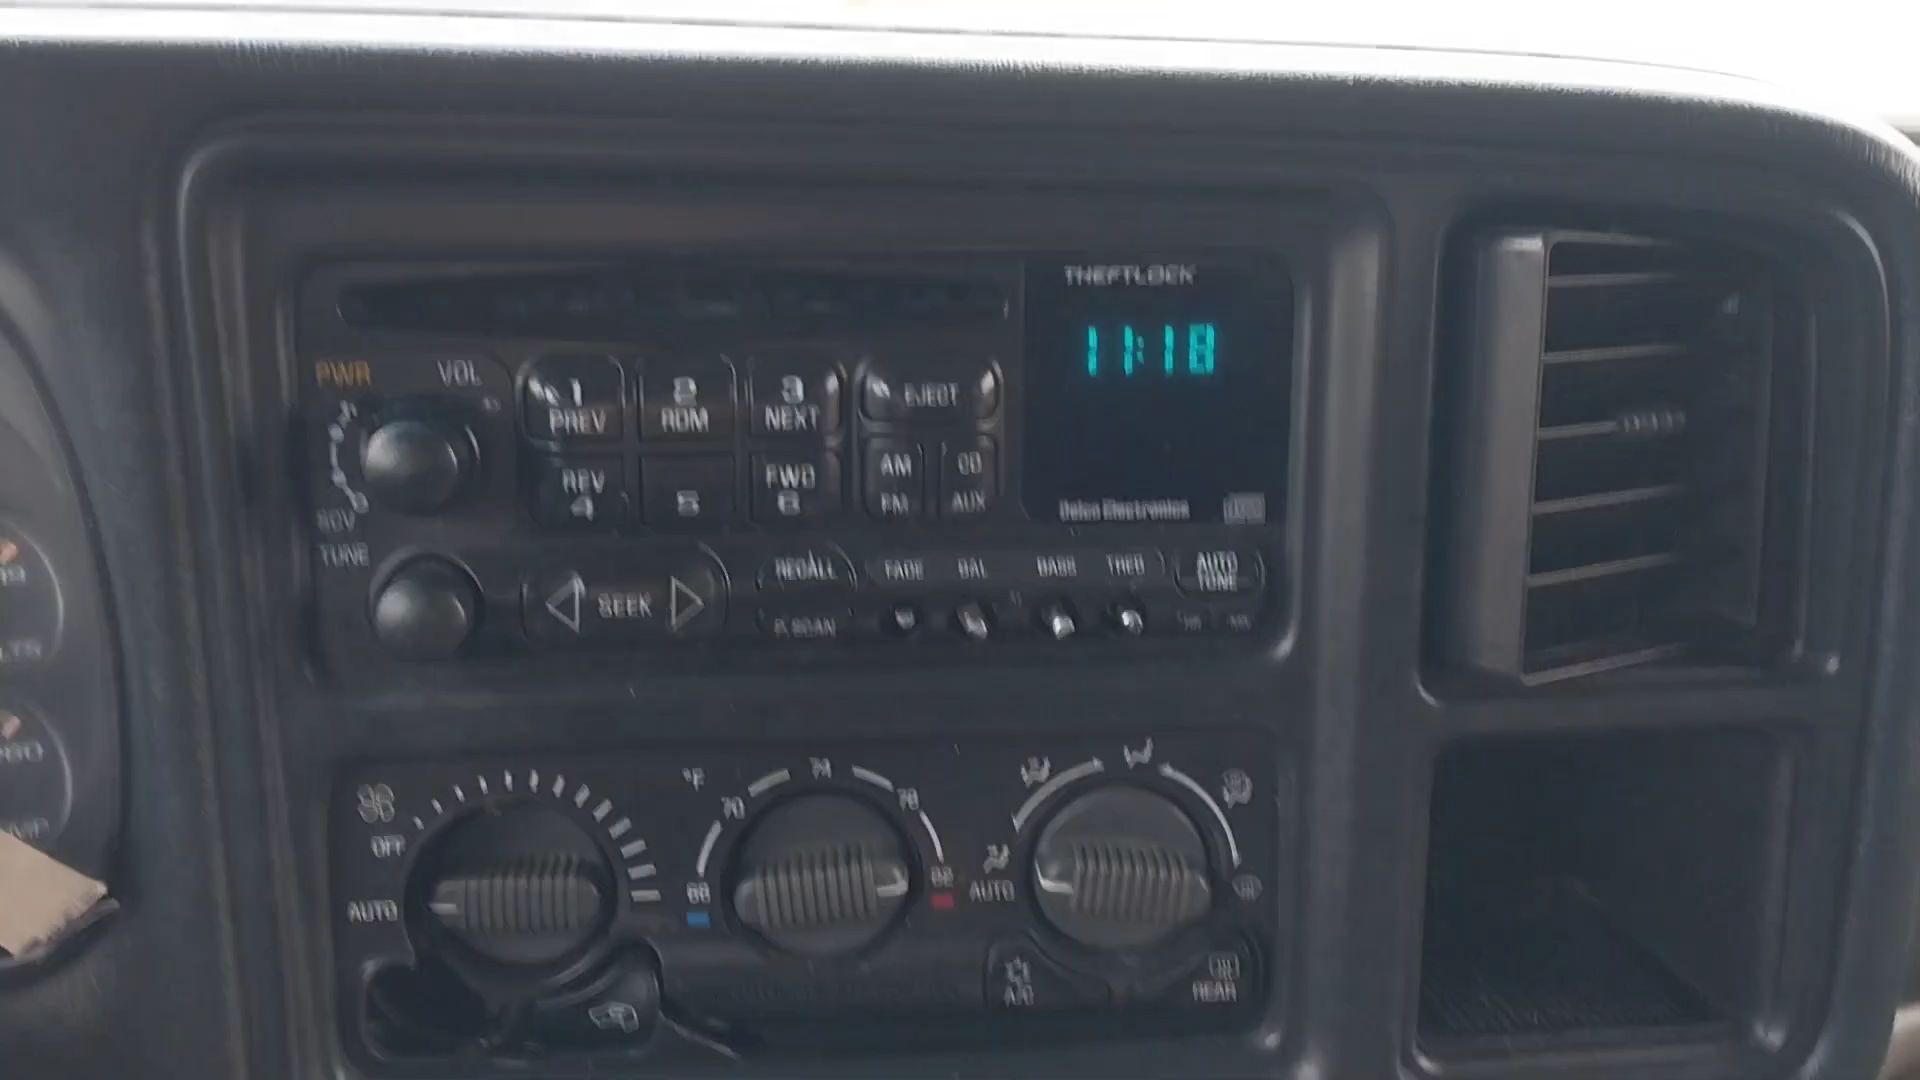 THEFTLOCK
11:18
PWR VOL
1 PREV
2 RDM
3 NEXT
EJECT
REV 4
5
FWD 6
AM FM
CD AUX
SCV
Delco Electronics
TUNE
SEEK
RECALL
P.SCAN
FADE BAL BASS TREB
AUTO TUNE
OFF
AUTO
°F
68 70 74 78 82
AUTO
A/C
REAR